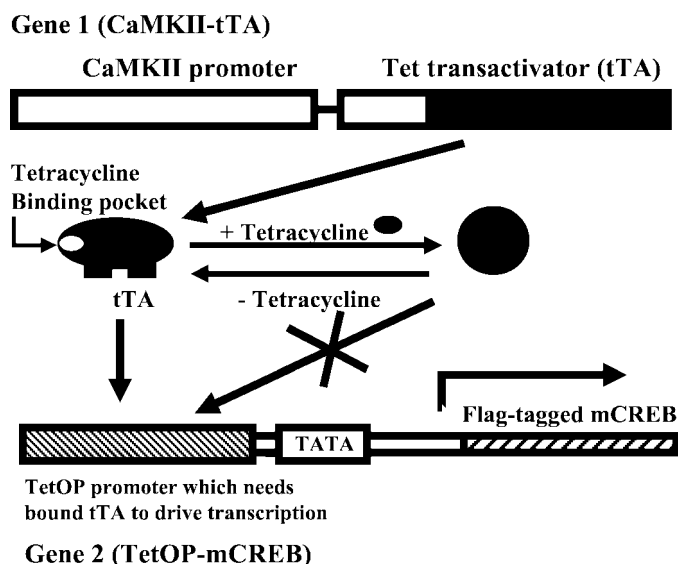 Gene 1 (CaMKII-tTA)
CaMKII promoter
Tet transactivator (tTA)
Tetracycline
Binding pocket
+ Tetracycline
- Tetracycline
tTA
Flag-tagged mCREB
TATA
TetOP promoter which needs
bound tTA to drive transcription
Gene 2 (TetOP-mCREB)